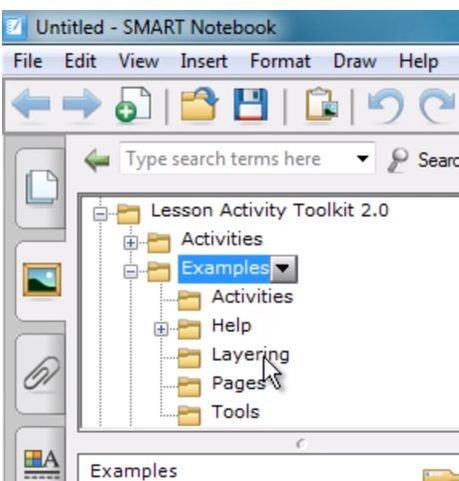 Untitled - SMART Notebook
File Edit View Insert Format Draw Help
Type search terms here
Lesson Activity Toolkit 2.0
Activities
Examples
Activities
Help
Layering
Pages
Tools
Examples